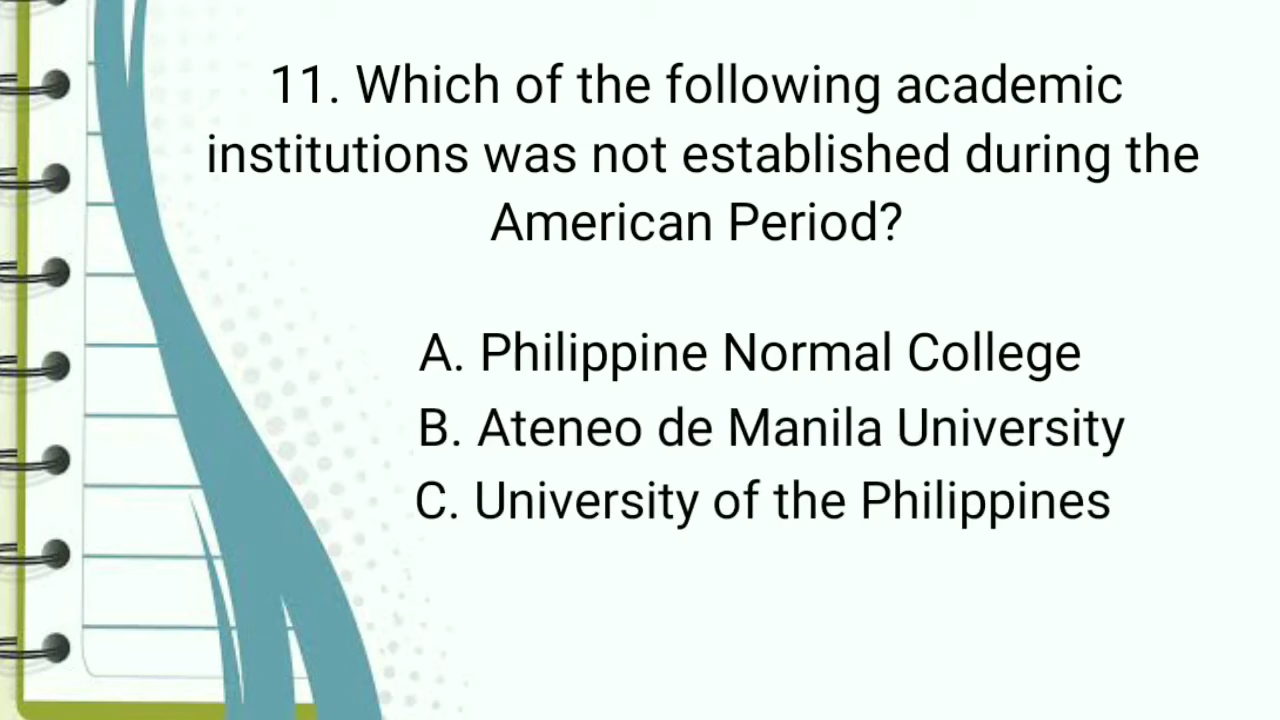 11. Which of the following academic
institutions was not established during the
American Period?
A. Philippine Normal College
B. Ateneo de Manila University
C. University of the Philippines